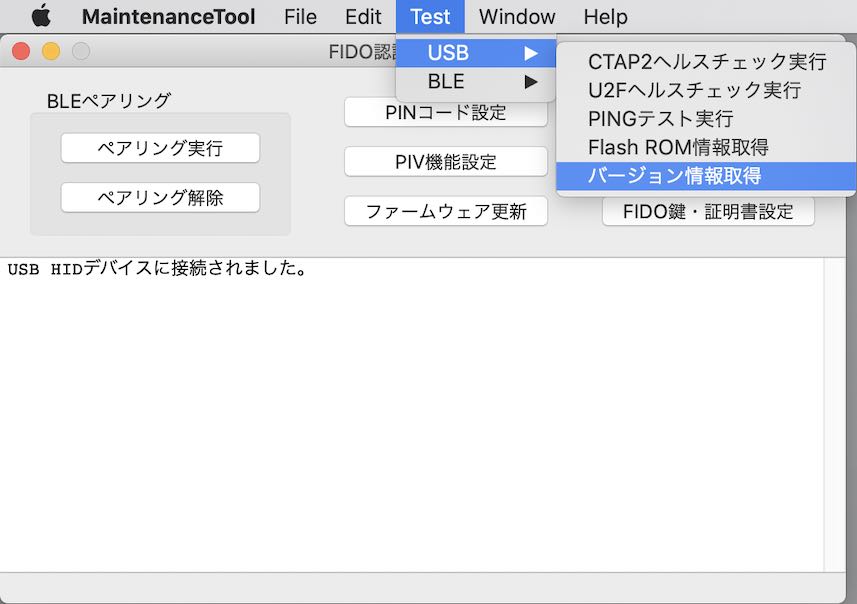 MaintenanceTool File Edit Test Window Help
FIDO認
USB
BLE
CTAP2ヘルスチェック実行
U2Fヘルスチェック実行
PINGテスト実行
Flash ROM情報取得
バージョン情報取得
BLEペアリング
ペアリング実行
ペアリング解除
PINコード設定
PIV機能設定
ファームウェア更新
FIDO鍵・証明書設定
USB HIDデバイスに接続されました。